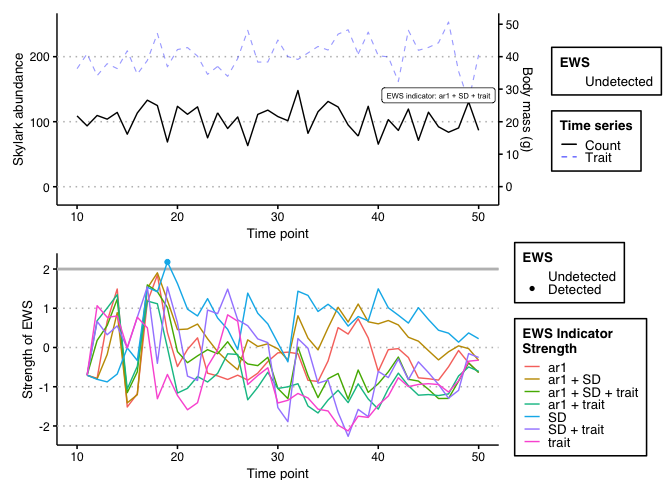 Skylark abundance
200
100
0
50
40
30
20
10
0
Body mass (g)
EWS indicator: ar1 + SD + trait
10 20 30 40 50
Time point
EWS
Undetected
Time series
Count
Trait
Strength of EWS
2
1
0
-1
-2
10 20 30 40 50
Time point
EWS
Undetected
Detected
EWS Indicator
Strength
ar1
ar1 + SD
ar1 + SD + trait
ar1 + trait
SD
SD + trait
trait